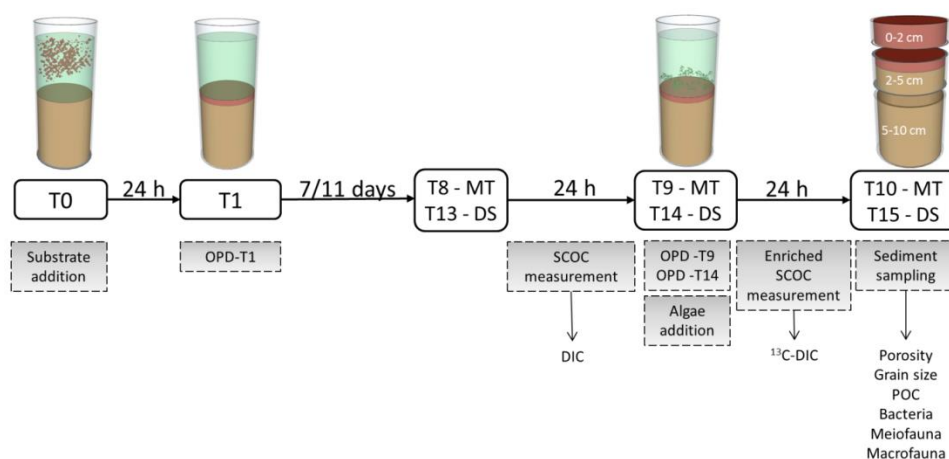 0-2 cm
2-5 cm
5-10 cm
T0
24 h
T1
7/11 days
T8 - MT
T13 - DS
24 h
T9 - MT
T14 - DS
24 h
T10 - MT
T15 - DS
Substrate
addition
OPD-T1
SCOC
measurement
DIC
OPD -T9
OPD -T14
Algae
addition
Enriched
SCOC
measurement
¹³C-DIC
Sediment
sampling
Porosity
Grain size
POC
Bacteria
Meiofauna
Macrofauna